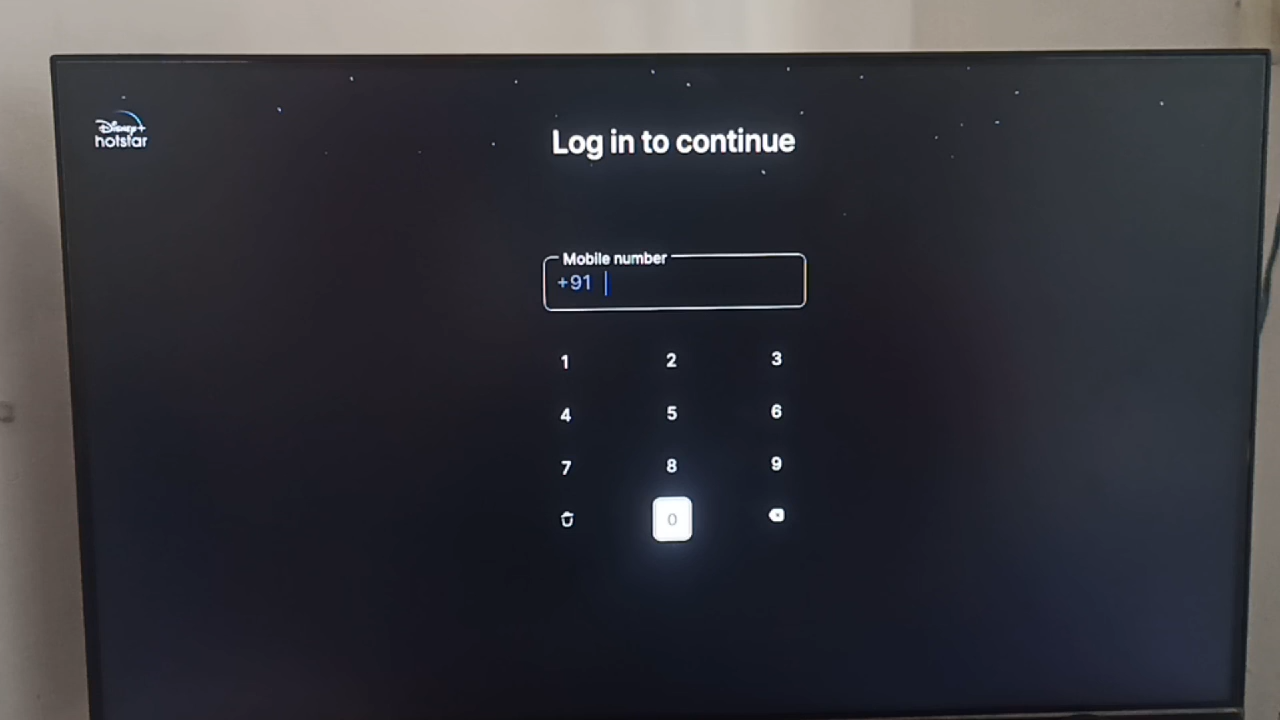 Disney+
hotstar
Log in to continue
Mobile number
+91
1 2 3
4 5 6
7 8 9
0